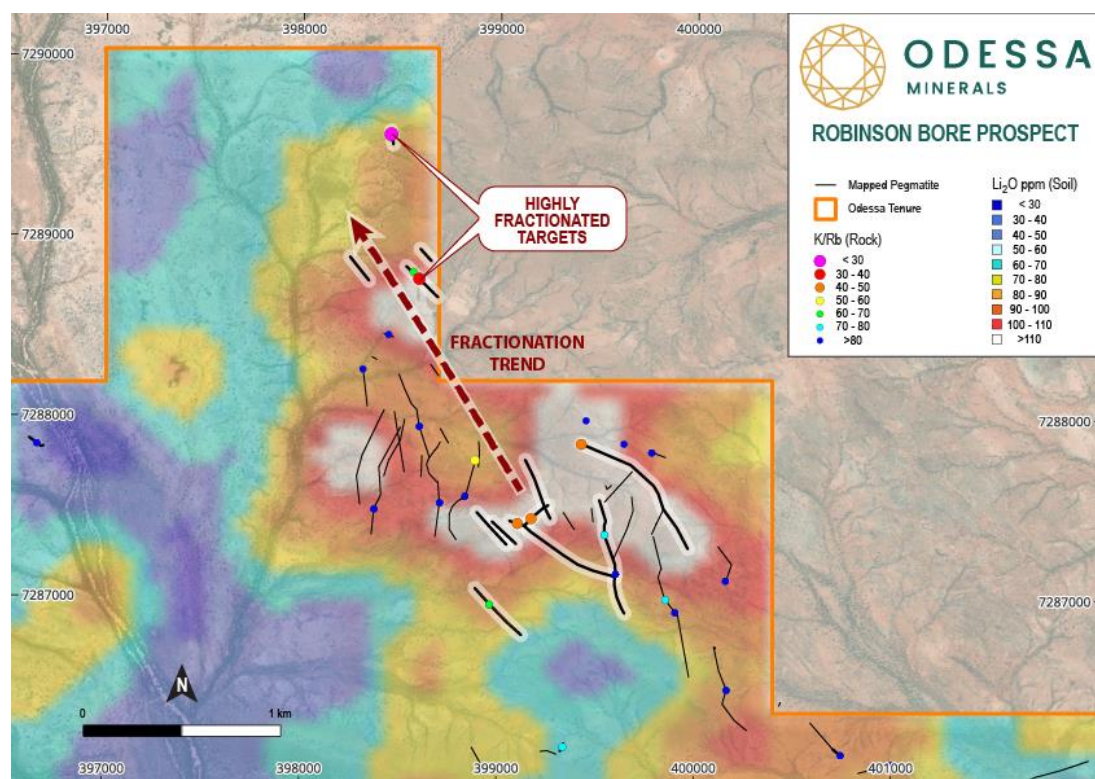 397000
398000
399000
400000
7290000
7289000
7288000
7288000
7287000
7287000
397000
398000
399000
400000
401000
HIGHLY
FRACTIONATED
TARGETS
FRACTIONATION
TREND
N
0
1 km
ODESSA
MINERALS
ROBINSON BORE PROSPECT
Mapped Pegmatite
Odessa Tenure
K/Rb (Rock)
< 30
30 - 40
40 - 50
50 - 60
60 - 70
70 - 80
>80
Li₂O ppm (Soil)
< 30
30 - 40
40 - 50
50 - 60
60 - 70
70 - 80
80 - 90
90 - 100
100 - 110
>110